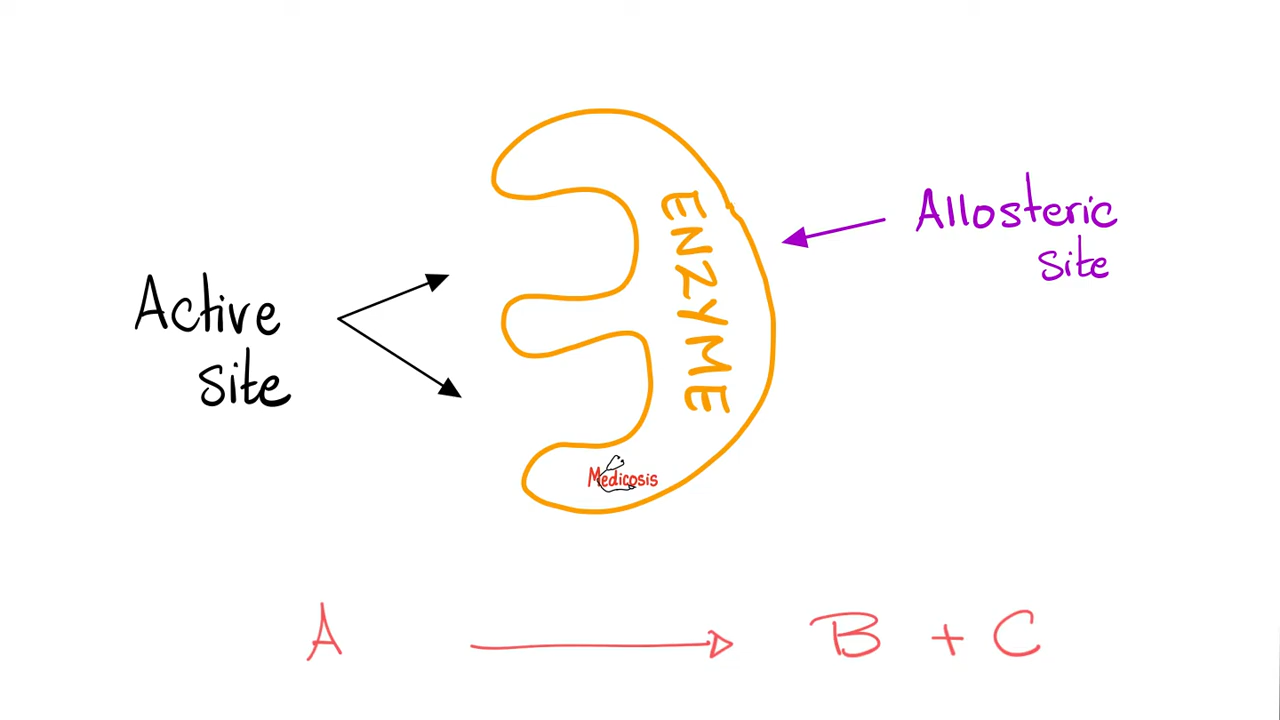 Active
site
ENZYME
Allosteric
site
Medicosis
A → B + C